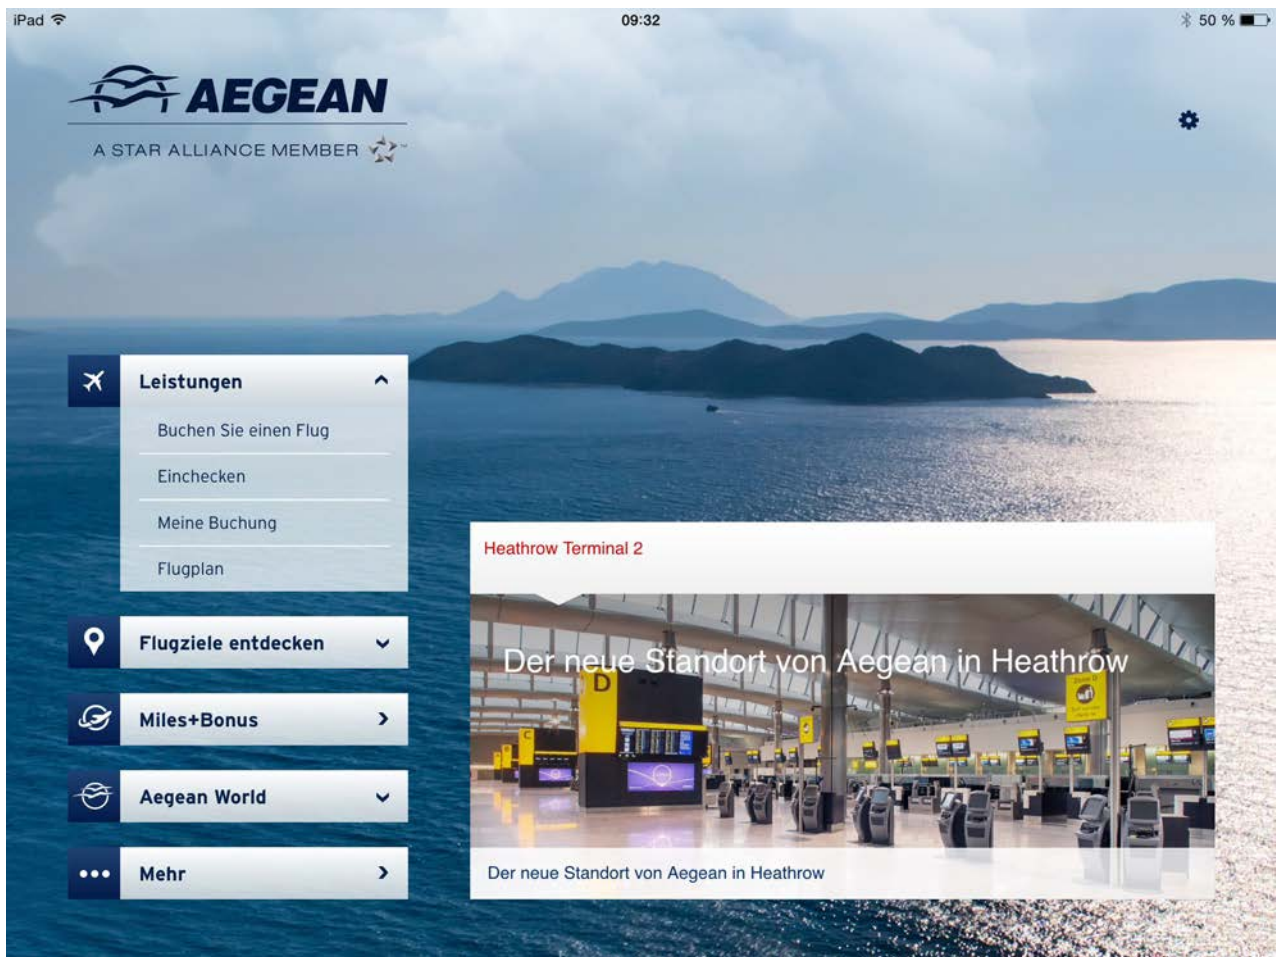 iPad 09:32 50 %
AEGEAN
A STAR ALLIANCE MEMBER
Leistungen
Buchen Sie einen Flug
Einchecken
Meine Buchung
Flugplan
Flugziele entdecken
Miles+Bonus
Aegean World
Mehr
Heathrow Terminal 2
Der neue Standort von Aegean in Heathrow
D
C
Zone D
Der neue Standort von Aegean in Heathrow